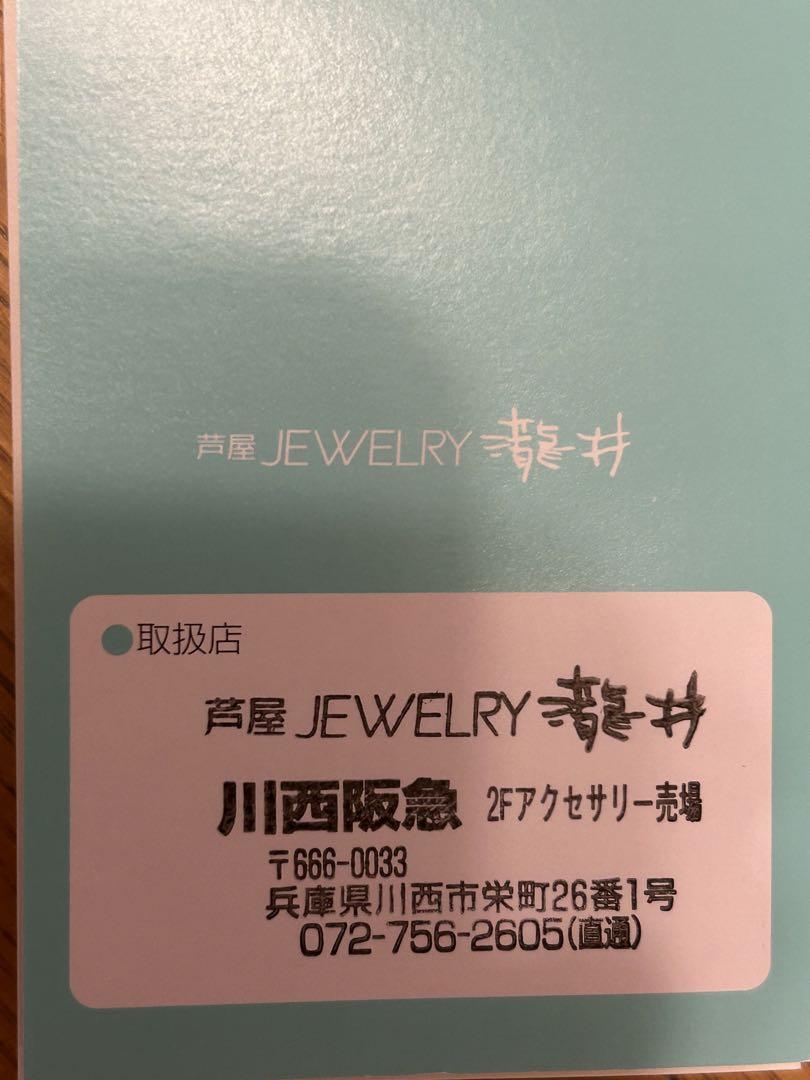 芦屋 JEWELRY 瀧井
●取扱店
芦屋 JEWELRY 瀧井
川西阪急 2Fアクセサリー売場
〒666-0033
兵庫県川西市栄町26番1号
072-756-2605(直通)